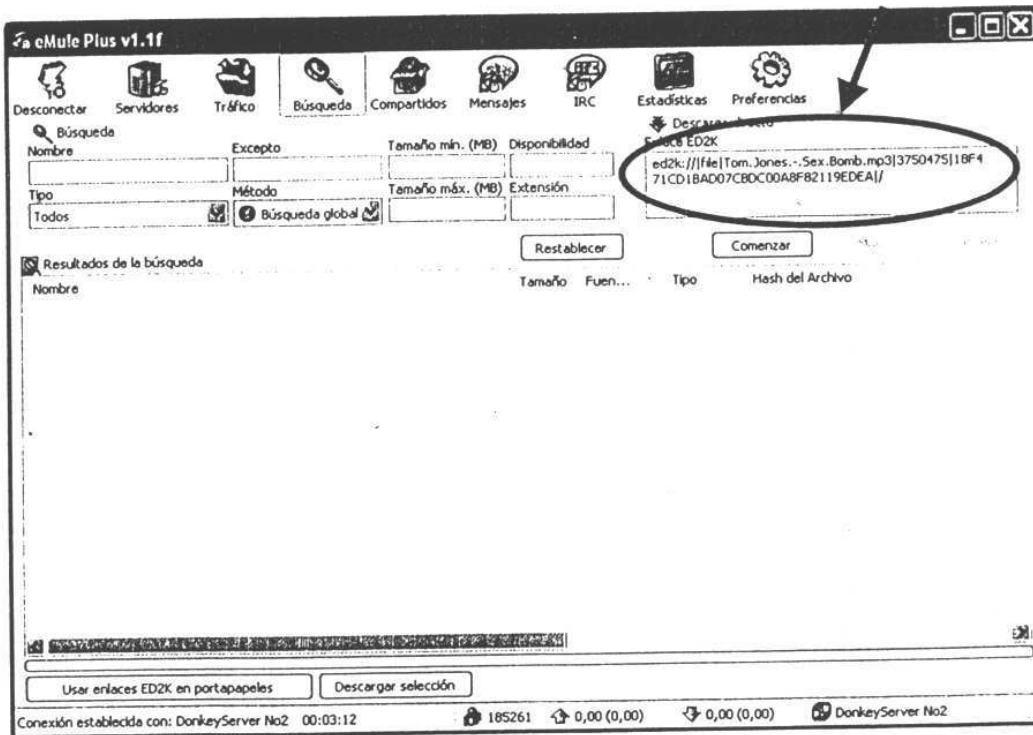 eMule Plus v1.1f
Desconectar Servidores Tráfico Búsqueda Compartidos Mensajes IRC Estadísticas Preferencias
Búsqueda
Nombre Excepto Tamaño mín. (MB) Disponibilidad
ED2K
ed2k://|file|Tom.Jones.-.Sex.Bomb.mp3|3750475|18F4
71CD1BAD07CBDC00A8F82119EDEA|/
Tipo Método Tamaño máx. (MB) Extensión
Todos Búsqueda global
Restablecer Comenzar
Resultados de la búsqueda
Nombre Tamaño Fuen... Tipo Hash del Archivo
Usar enlaces ED2K en portapapeles Descargar selección
Conexión establecida con: DonkeyServer No2 00:03:12 185261 0,00 (0,00) 0,00 (0,00) DonkeyServer No2